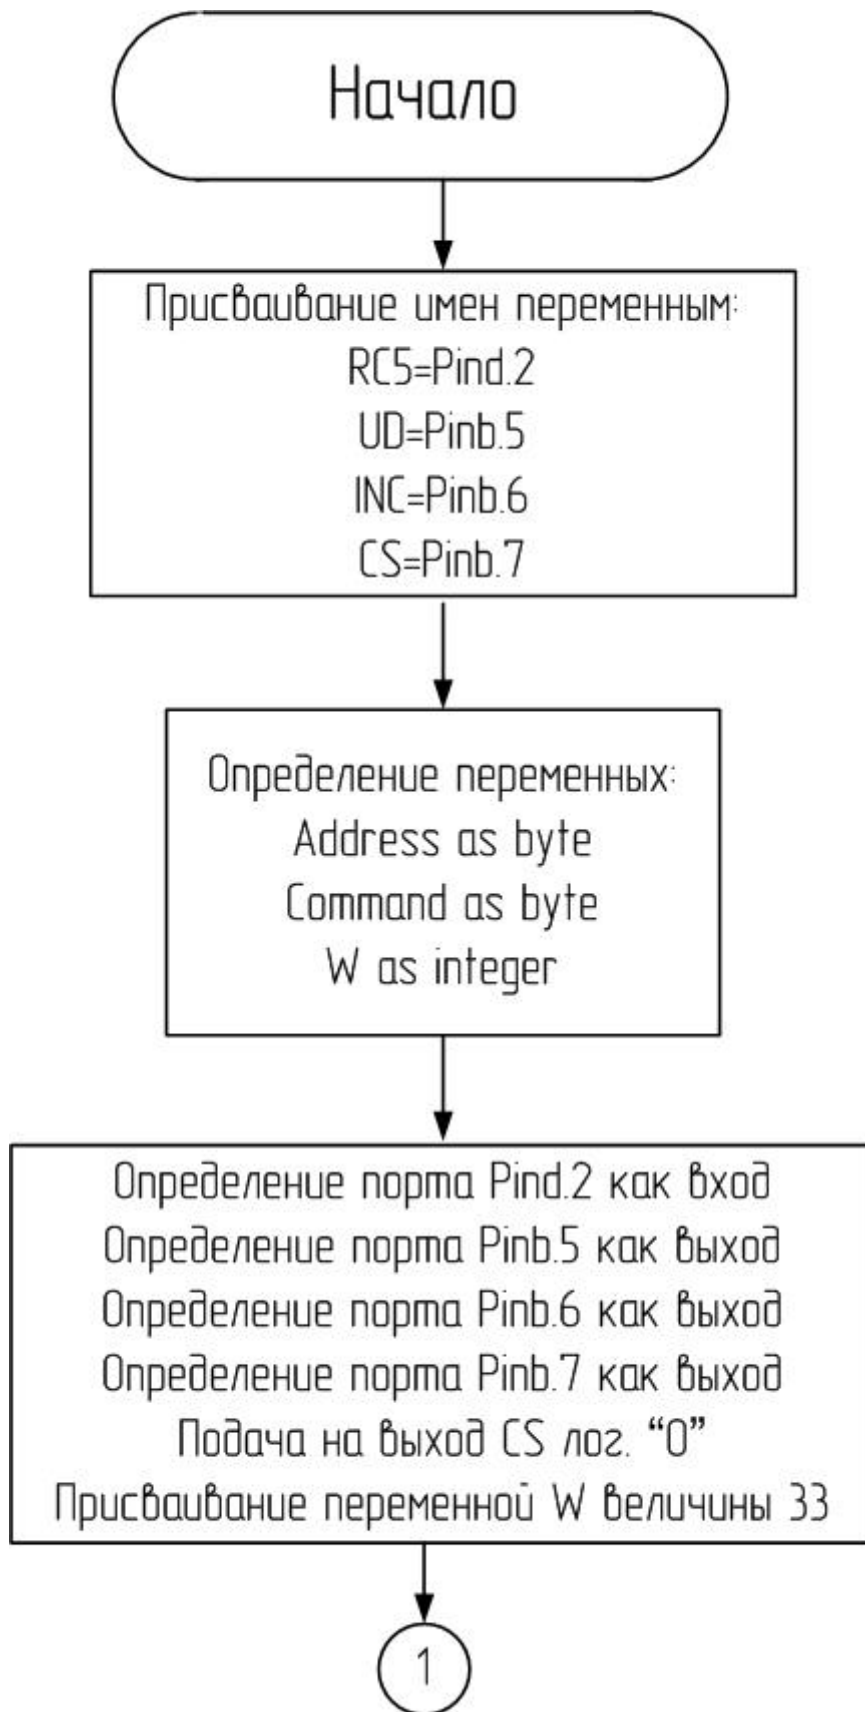 Начало
Присваивание имен переменным:
RC5=Pind.2
UD=Pinb.5
INC=Pinb.6
CS=Pinb.7
Определение переменных:
Address as byte
Command as byte
W as integer
Определение порта Pind.2 как вход
Определение порта Pinb.5 как выход
Определение порта Pinb.6 как выход
Определение порта Pinb.7 как выход
Подача на выход CS лог. “0”
Присваивание переменной W величины 33
1